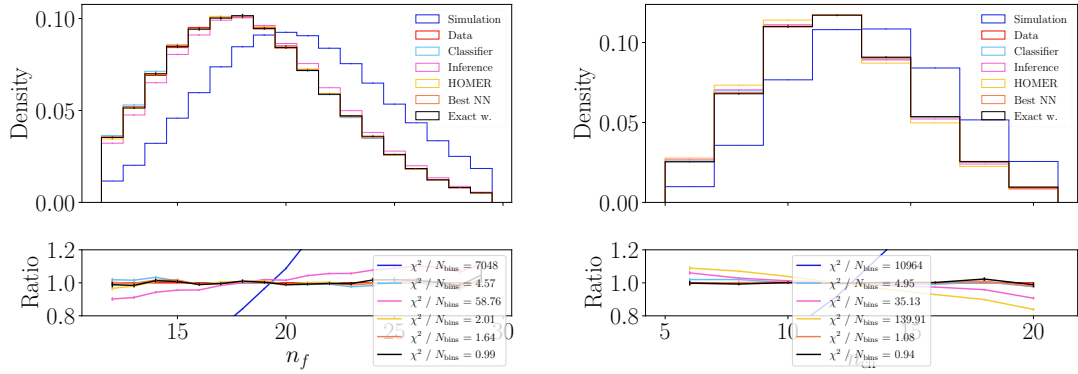 0.10
0.05
0.00
Density
Simulation
Data
Classifier
Inference
HOMER
Best NN
Exact w.
1.2
1.0
0.8
Ratio
χ² / N_bins = 7048
χ² / N_bins = 4.57
χ² / N_bins = 58.76
χ² / N_bins = 2.01
χ² / N_bins = 1.64
χ² / N_bins = 0.99
15
20
25
30
n_f
0.10
0.05
0.00
Density
Simulation
Data
Classifier
Inference
HOMER
Best NN
Exact w.
1.2
1.0
0.8
Ratio
χ² / N_bins = 10964
χ² / N_bins = 4.95
χ² / N_bins = 35.13
χ² / N_bins = 139.91
χ² / N_bins = 1.08
χ² / N_bins = 0.94
5
10
15
20